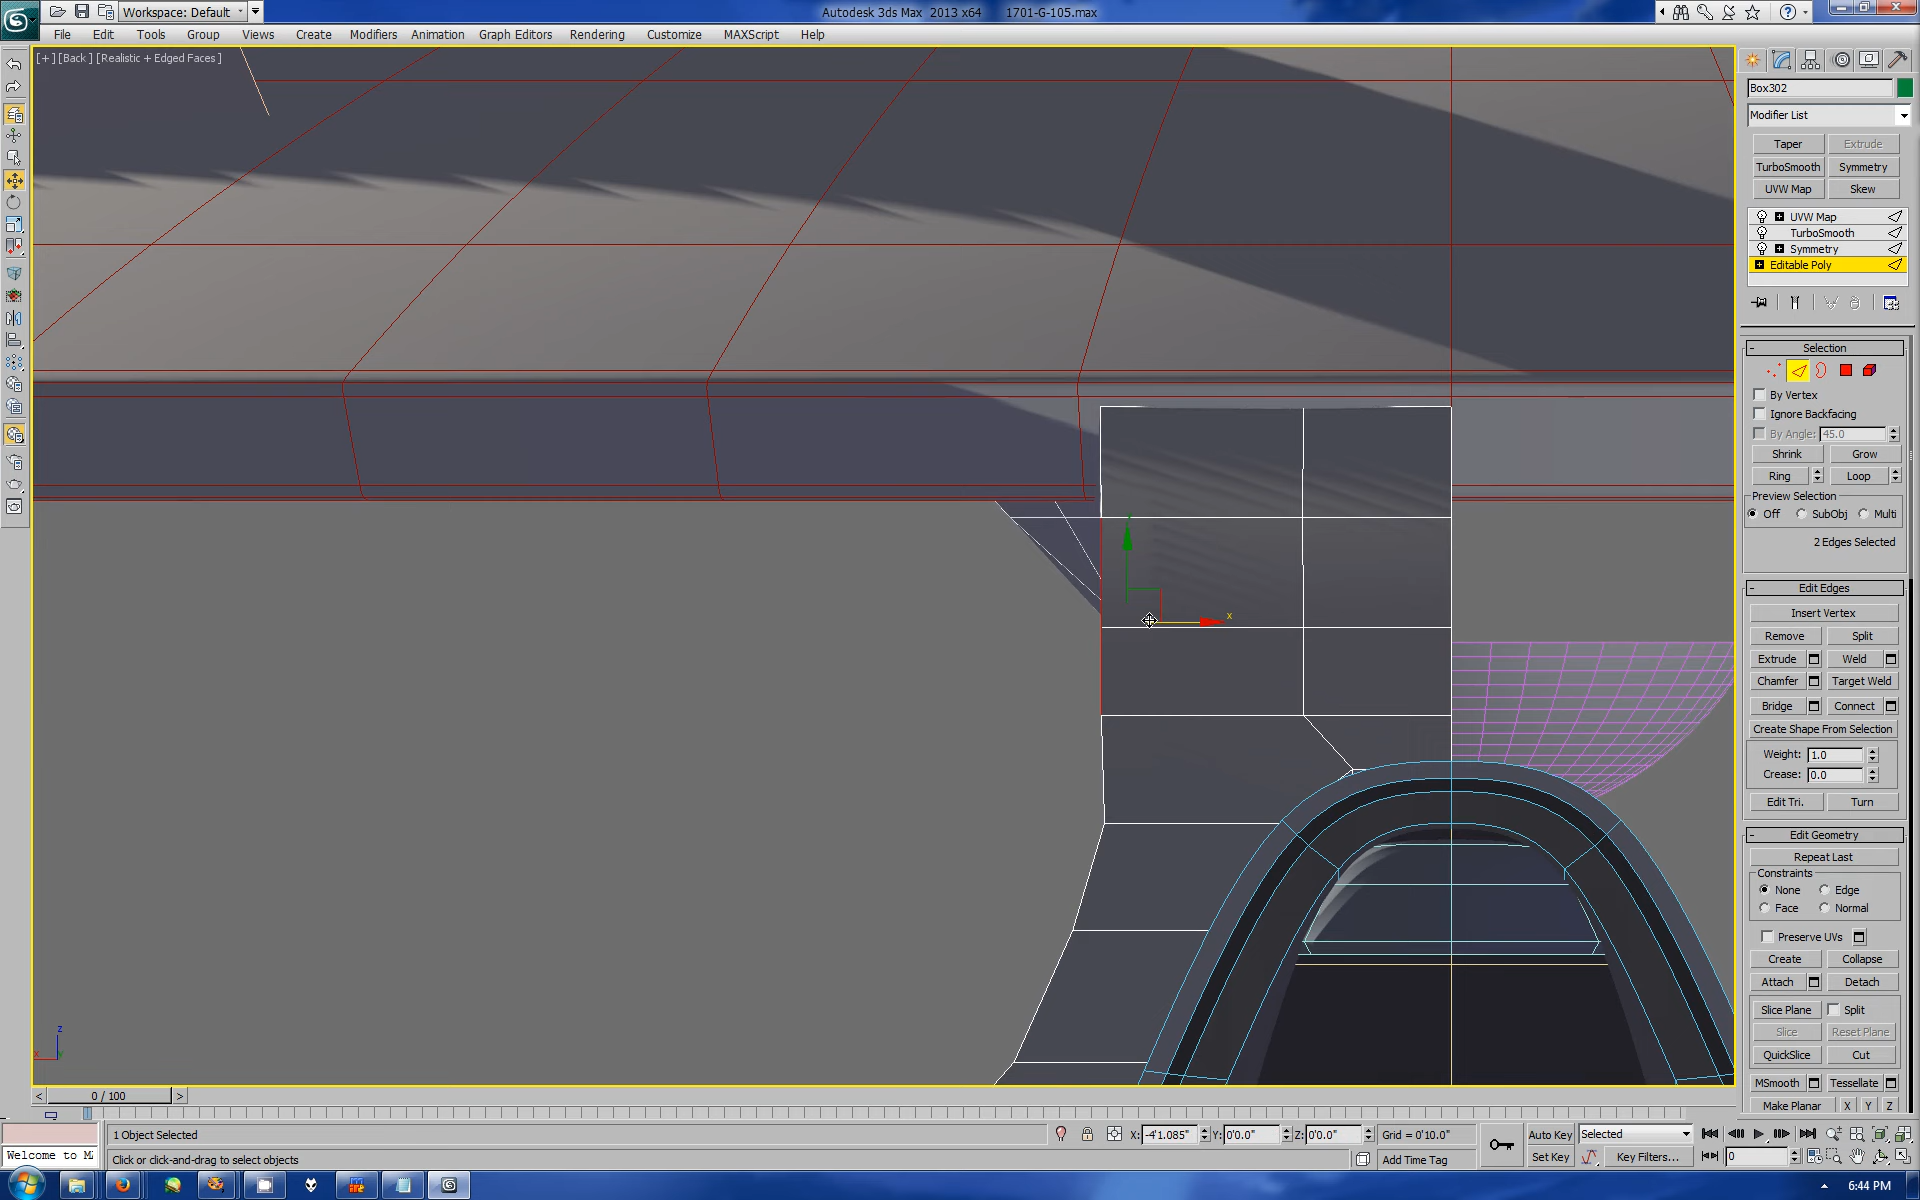 Workspace: Default
Autodesk 3ds Max 2013 x64 1701-G-105.max
File Edit Tools Group Views Create Modifiers Animation Graph Editors Rendering Customize MAXScript Help
[+][Back][Realistic + Edged Faces]
Box302
Modifier List
Taper Extrude
TurboSmooth Symmetry
UVW Map Skew
UVW Map
TurboSmooth
Symmetry
Editable Poly
- Selection
By Vertex
Ignore Backfacing
By Angle: 45.0
Shrink Grow
Ring Loop
Preview Selection
Off SubObj Multi
2 Edges Selected
- Edit Edges
Insert Vertex
Remove Split
Extrude Weld
Chamfer Target Weld
Bridge Connect
Create Shape From Selection
Weight: 1.0
Crease: 0.0
Edit Tri. Turn
- Edit Geometry
Repeat Last
Constraints
None Edge
Face Normal
Preserve UVs
Create Collapse
Attach Detach
Slice Plane Split
Slice Reset Plane
QuickSlice Cut
MSmooth Tessellate
Make Planar X Y Z
x
z
0 / 100
1 Object Selected
X: -4'1.085" Y: 0'0.0" Z: 0'0.0" Grid = 0'10.0"
Auto Key Selected
Welcome to M
Click or click-and-drag to select objects
Add Time Tag
Set Key Key Filters... 0
6:44 PM